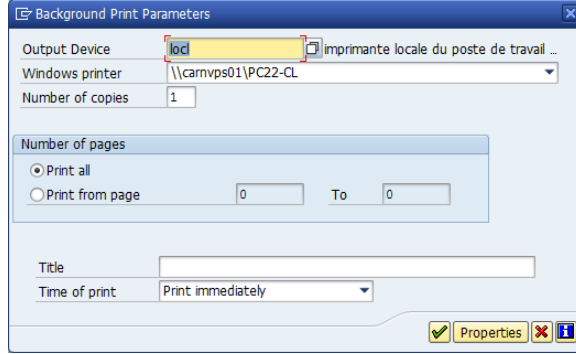 Background Print Parameters
Output Device locl imprimante locale du poste de travail ...
Windows printer \\carnvps01\PC22-CL
Number of copies 1
Number of pages
Print all
Print from page 0 To 0
Title
Time of print Print immediately
Properties